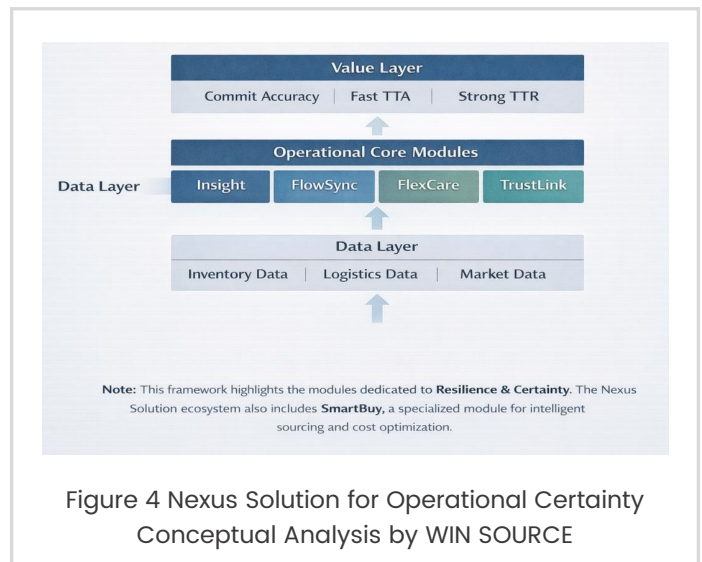 Value Layer
Commit Accuracy | Fast TTA | Strong TTR
Operational Core Modules
Data Layer Insight FlowSync FlexCare TrustLink
Data Layer
Inventory Data | Logistics Data | Market Data
Note: This framework highlights the modules dedicated to Resilience & Certainty. The Nexus
Solution ecosystem also includes SmartBuy, a specialized module for intelligent
sourcing and cost optimization.
Figure 4 Nexus Solution for Operational Certainty
Conceptual Analysis by WIN SOURCE